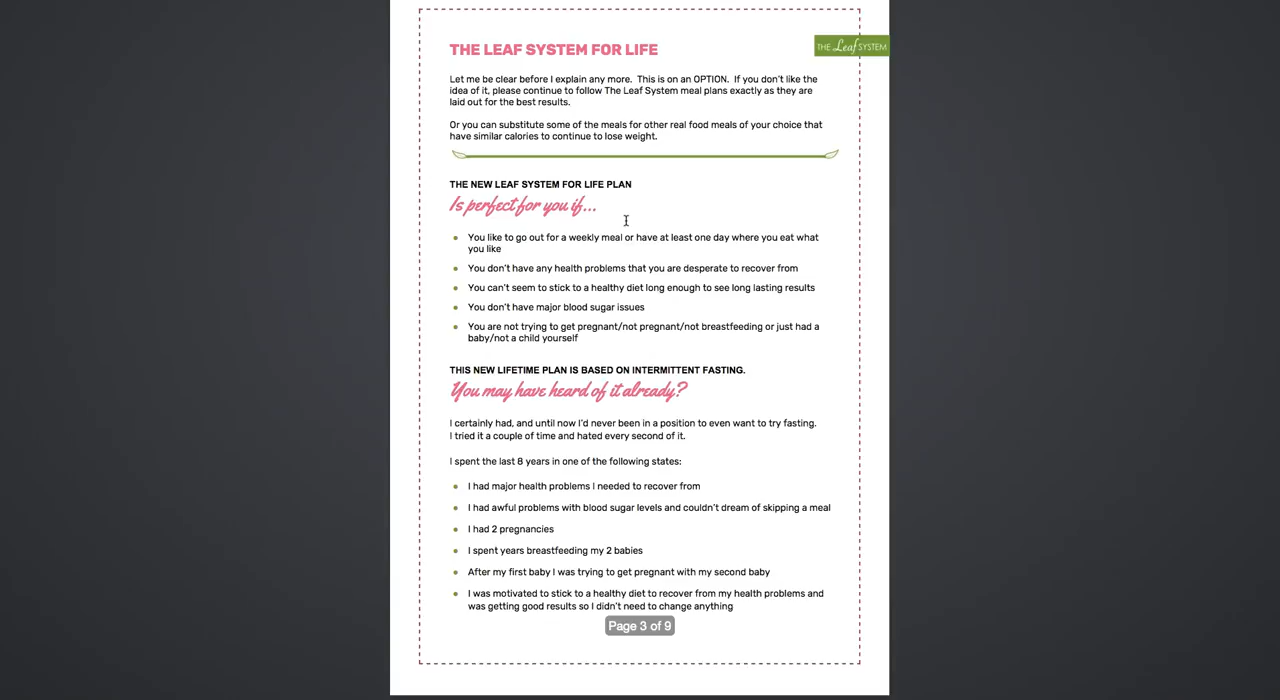 THE LEAF SYSTEM FOR LIFE
THE Leaf SYSTEM
Let me be clear before I explain any more.  This is on an OPTION.  If you don't like the
idea of it, please continue to follow The Leaf System meal plans exactly as they are
laid out for the best results.
Or you can substitute some of the meals for other real food meals of your choice that
have similar calories to continue to lose weight.
THE NEW LEAF SYSTEM FOR LIFE PLAN
Is perfect for you if...
You like to go out for a weekly meal or have at least one day where you eat what
you like
You don't have any health problems that you are desperate to recover from
You can't seem to stick to a healthy diet long enough to see long lasting results
You don't have major blood sugar issues
You are not trying to get pregnant/not pregnant/not breastfeeding or just had a
baby/not a child yourself
THIS NEW LIFETIME PLAN IS BASED ON INTERMITTENT FASTING.
You may have heard of it already?
I certainly had, and until now I'd never been in a position to even want to try fasting.
I tried it a couple of time and hated every second of it.
I spent the last 8 years in one of the following states:
I had major health problems I needed to recover from
I had awful problems with blood sugar levels and couldn't dream of skipping a meal
I had 2 pregnancies
I spent years breastfeeding my 2 babies
After my first baby I was trying to get pregnant with my second baby
I was motivated to stick to a healthy diet to recover from my health problems and
was getting good results so I didn't need to change anything
Page 3 of 9